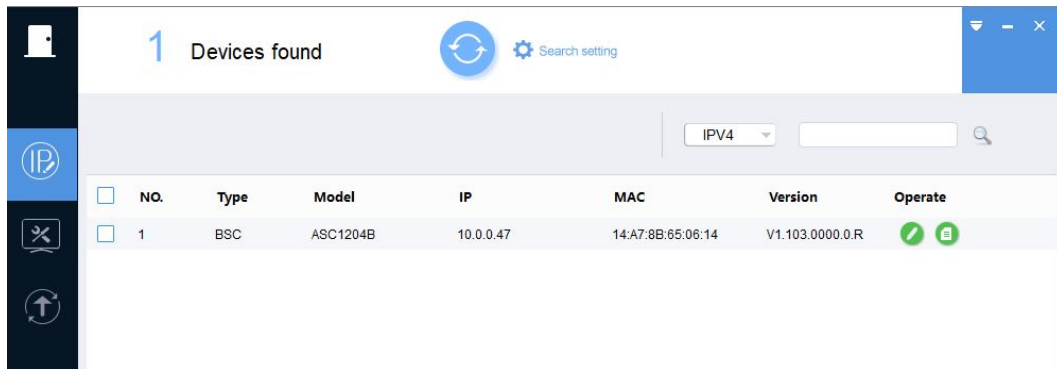 1 Devices found Search setting
IP
IPV4
NO. Type Model IP MAC Version Operate
1 BSC ASC1204B 10.0.0.47 14:A7:8B:65:06:14 V1.103.0000.0.R